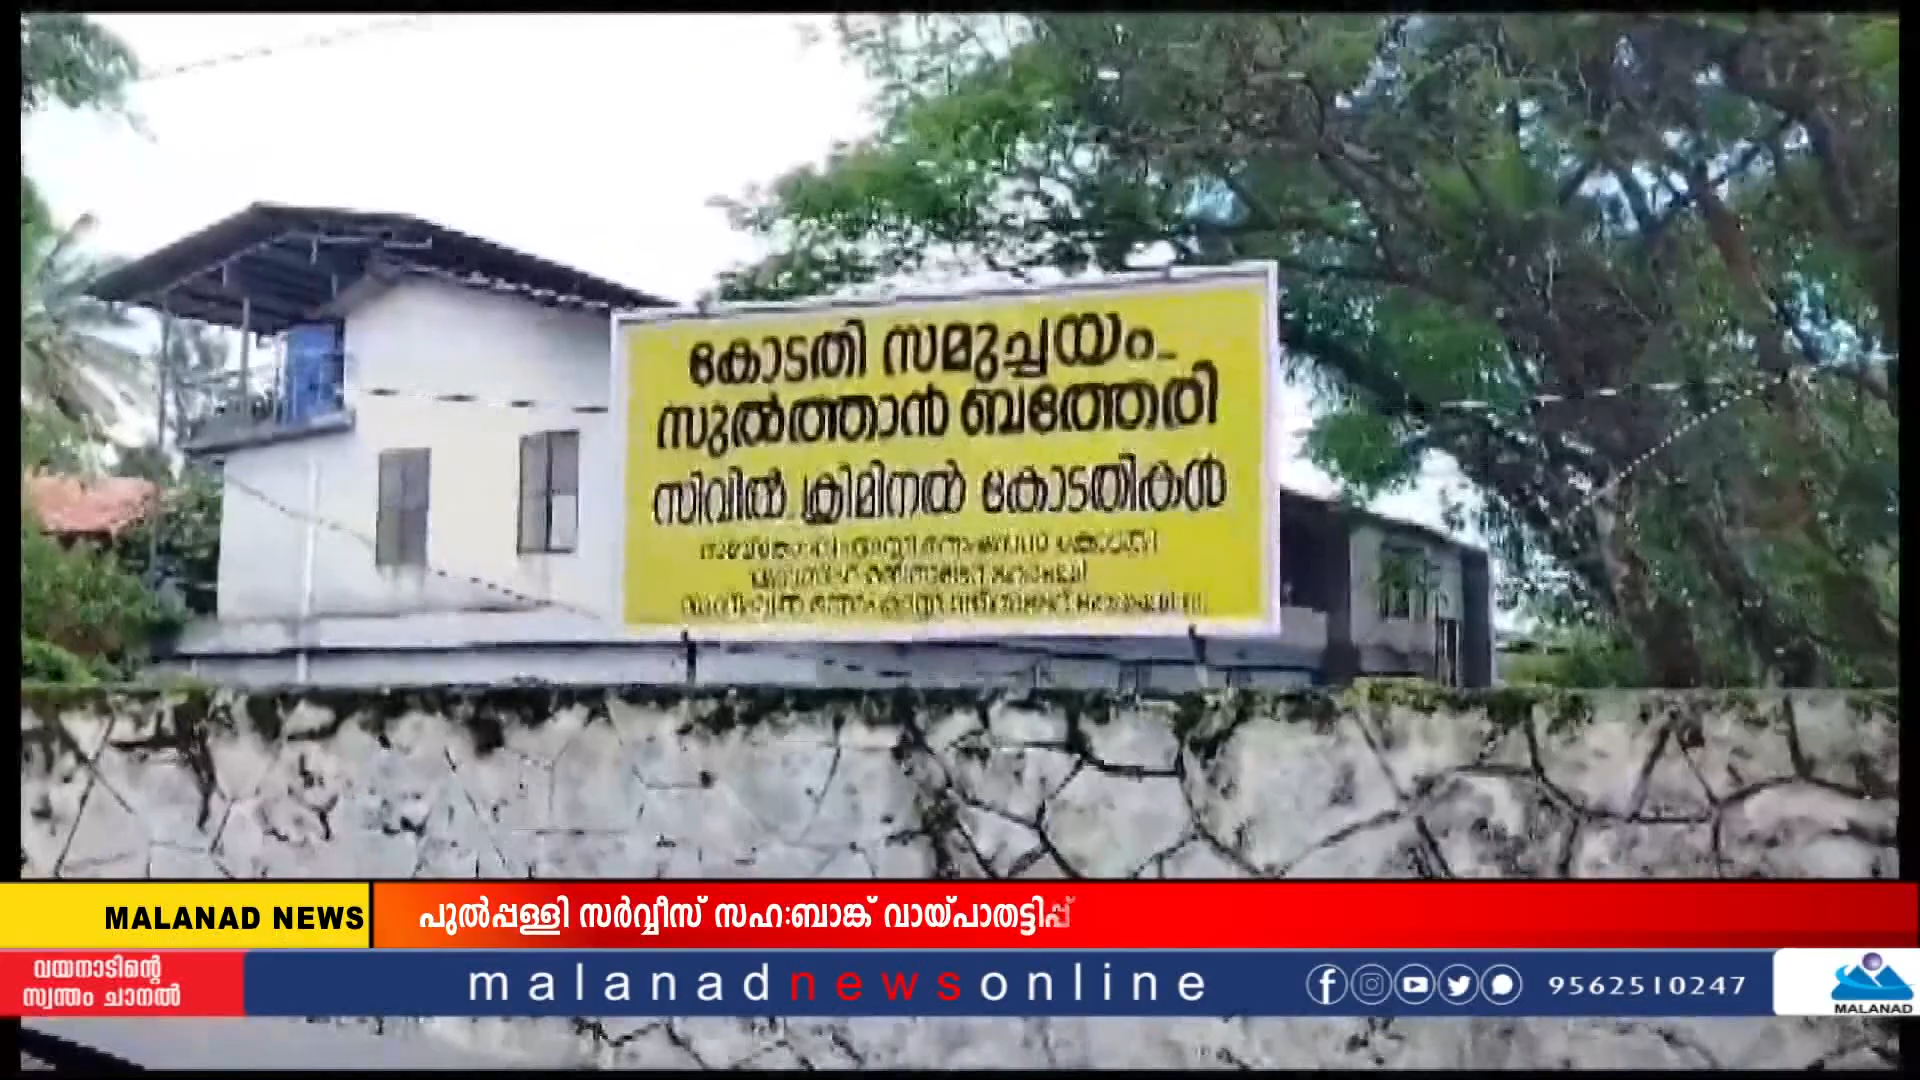 കോടതി സമുച്ചയം
സുൽത്താൻ ബത്തേരി
സിവിൽ ക്രിമിനൽ കോടതികൾ
MALANAD NEWS
പുൽപ്പള്ളി സർവ്വീസ് സഹ:ബാങ്ക് വായ്പാതട്ടിപ്പ്
വയനാടിന്റെ
സ്വന്തം ചാനൽ
malanadnewsonline
9562510247
MALANAD